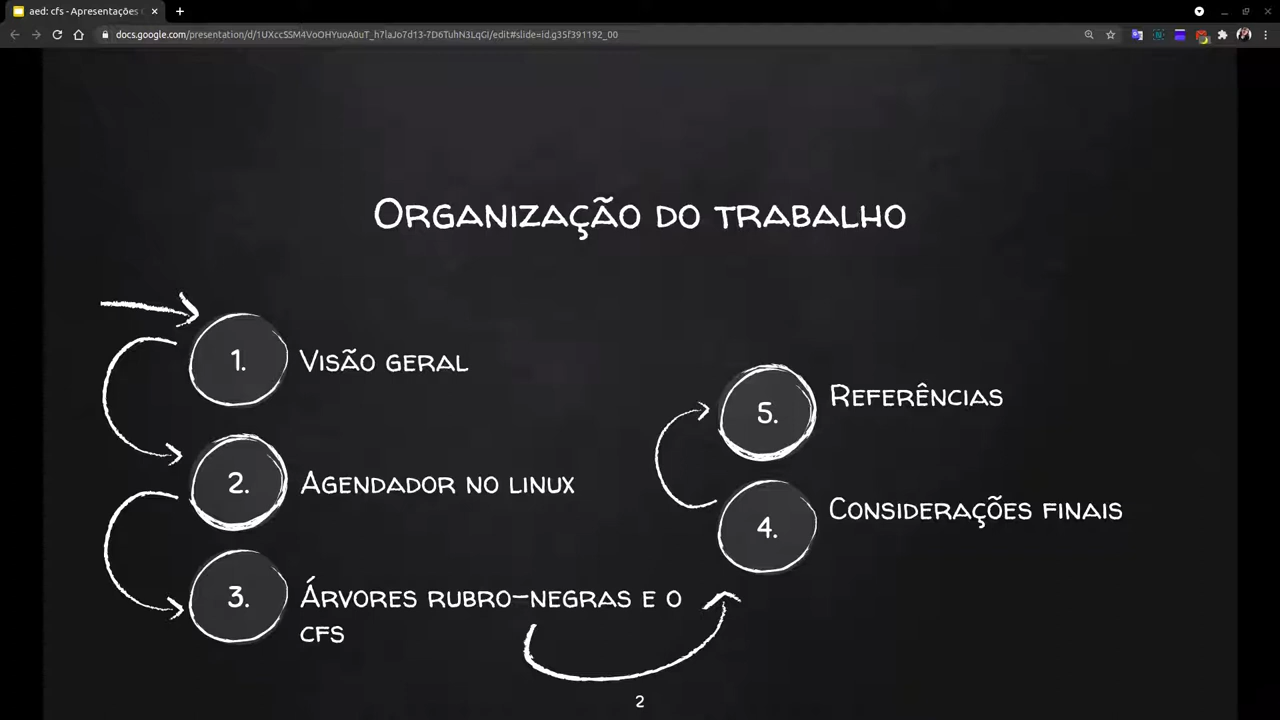 aed: cfs - Apresentações
docs.google.com/presentation/d/1UXccSSM4VoOHYuoA0uT_h7laJo7d13-7D6TuhN3LqGI/edit#slide=id.g35f391192_00
Organização do trabalho
1.
Visão geral
2.
Agendador no linux
3.
Árvores rubro-negras e o
cfs
5.
Referências
4.
Considerações finais
2